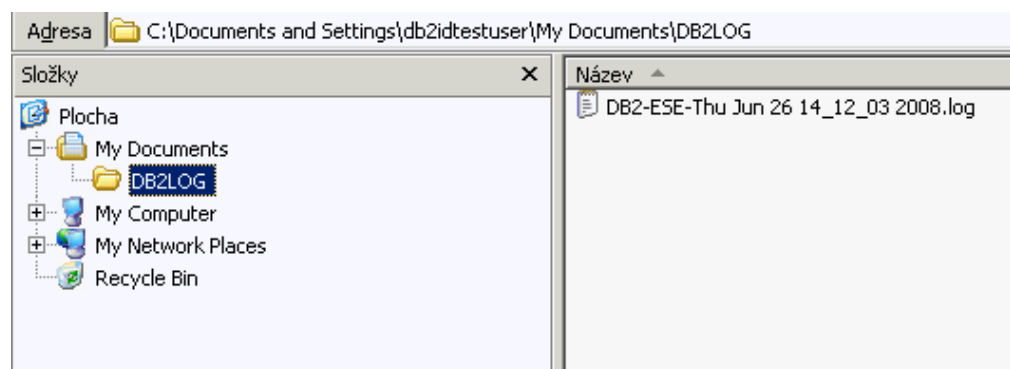 Adresa C:\Documents and Settings\db2idtestuser\My Documents\DB2LOG
Složky
Plocha
My Documents
DB2LOG
My Computer
My Network Places
Recycle Bin
Název
DB2-ESE-Thu Jun 26 14_12_03 2008.log